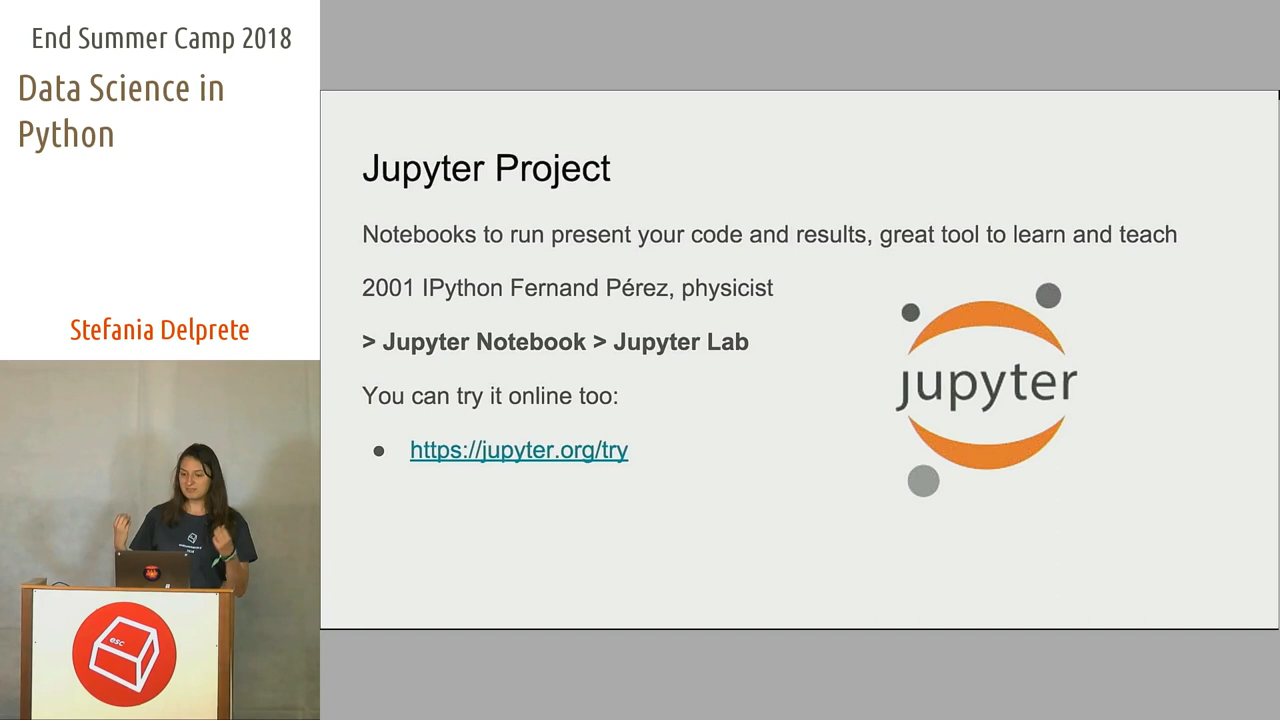 End Summer Camp 2018
Data Science in
Python
Stefania Delprete
Jupyter Project
Notebooks to run present your code and results, great tool to learn and teach
2001 IPython Fernand Pérez, physicist
> Jupyter Notebook > Jupyter Lab
You can try it online too:
https://jupyter.org/try
jupyter
esc